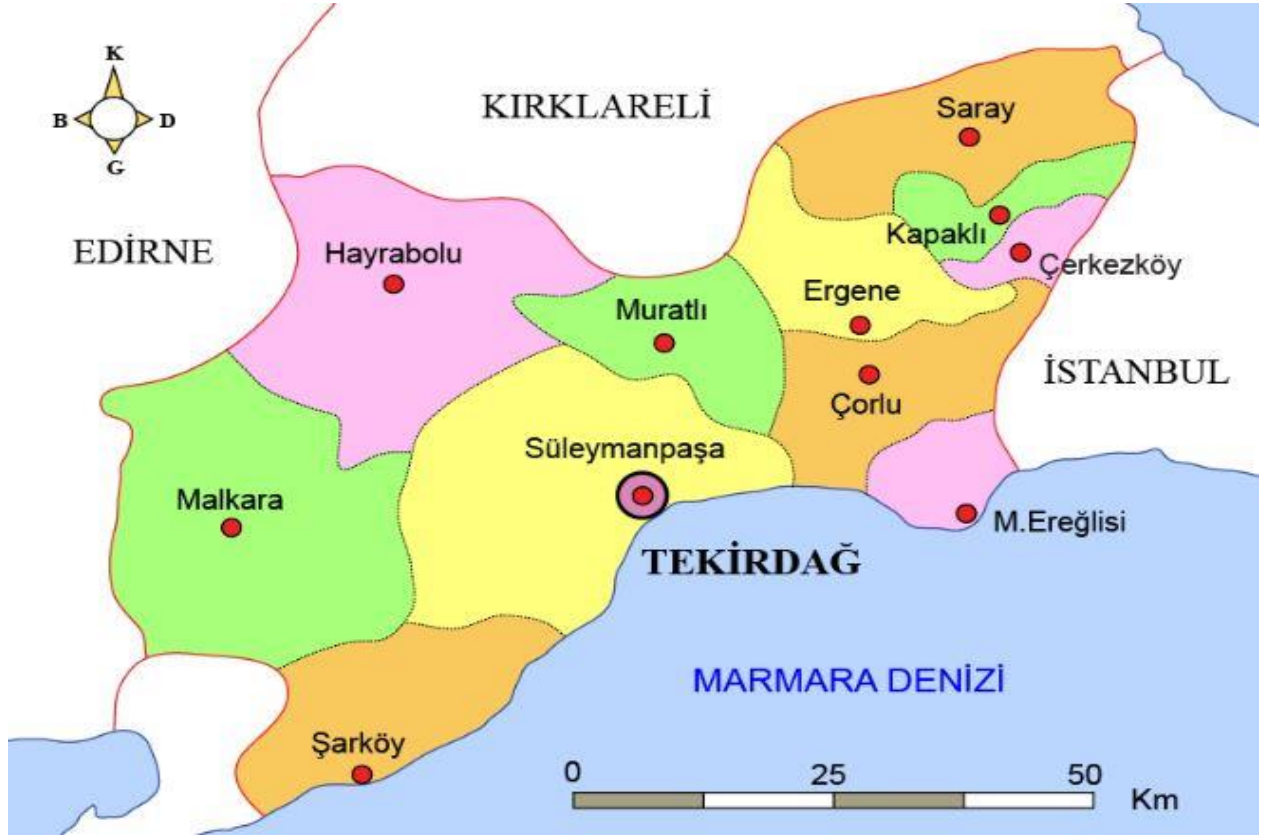 K
B D
G
KIRKLARELİ
Saray
EDİRNE
Hayrabolu
Kapaklı
Çerkezköy
Ergene
Muratlı
İSTANBUL
Çorlu
Süleymanpaşa
Malkara
M.Ereğlisi
TEKİRDAĞ
MARMARA DENİZİ
Şarköy
0 25 50
Km